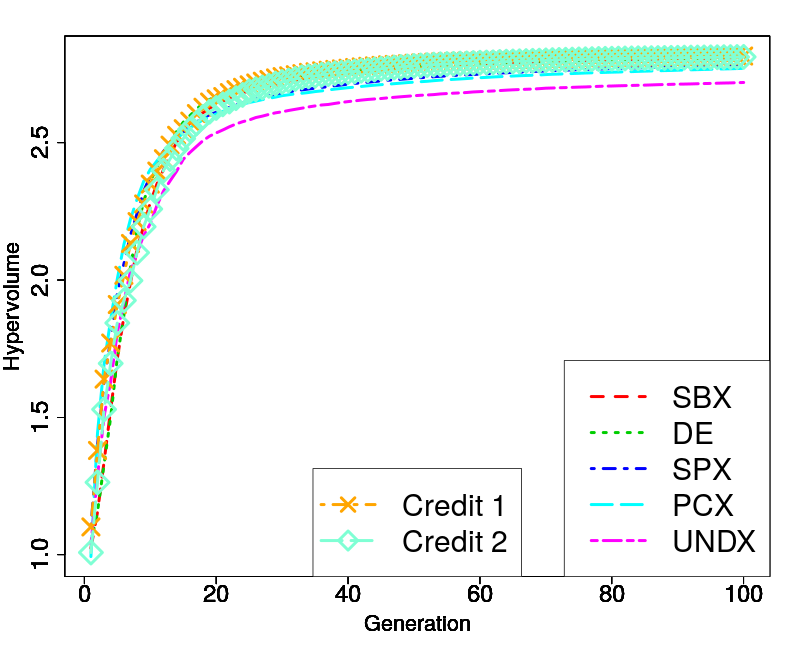 2.5
2.0
1.5
1.0
Hypervolume
SBX
DE
SPX
PCX
UNDX
Credit 1
Credit 2
0 20 40 60 80 100
Generation